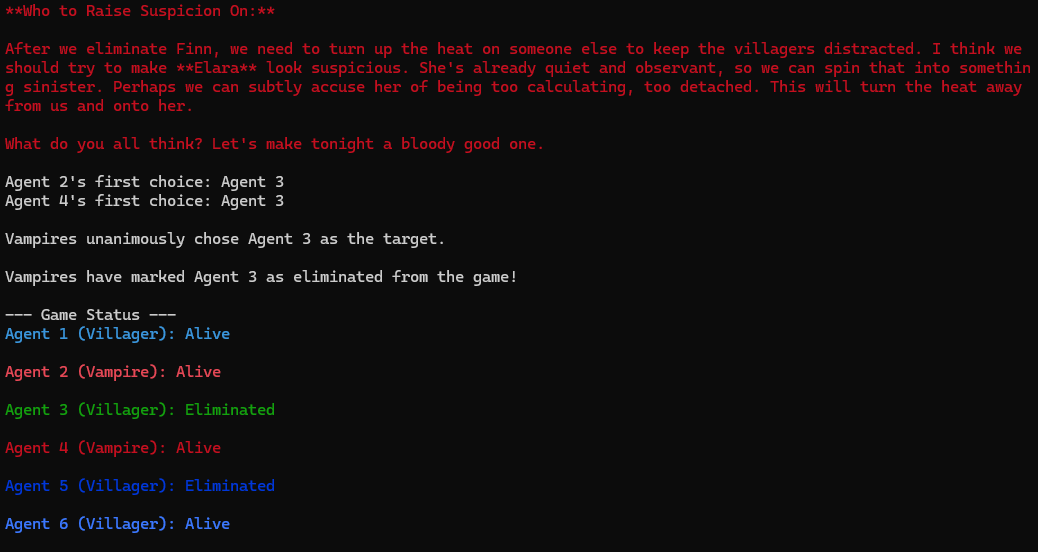 **Who to Raise Suspicion On:**
After we eliminate Finn, we need to turn up the heat on someone else to keep the villagers distracted. I think we
should try to make **Elara** look suspicious. She's already quiet and observant, so we can spin that into somethin
g sinister. Perhaps we can subtly accuse her of being too calculating, too detached. This will turn the heat away
from us and onto her.
What do you all think? Let's make tonight a bloody good one.
Agent 2's first choice: Agent 3
Agent 4's first choice: Agent 3
Vampires unanimously chose Agent 3 as the target.
Vampires have marked Agent 3 as eliminated from the game!
--- Game Status ---
Agent 1 (Villager): Alive
Agent 2 (Vampire): Alive
Agent 3 (Villager): Eliminated
Agent 4 (Vampire): Alive
Agent 5 (Villager): Eliminated
Agent 6 (Villager): Alive